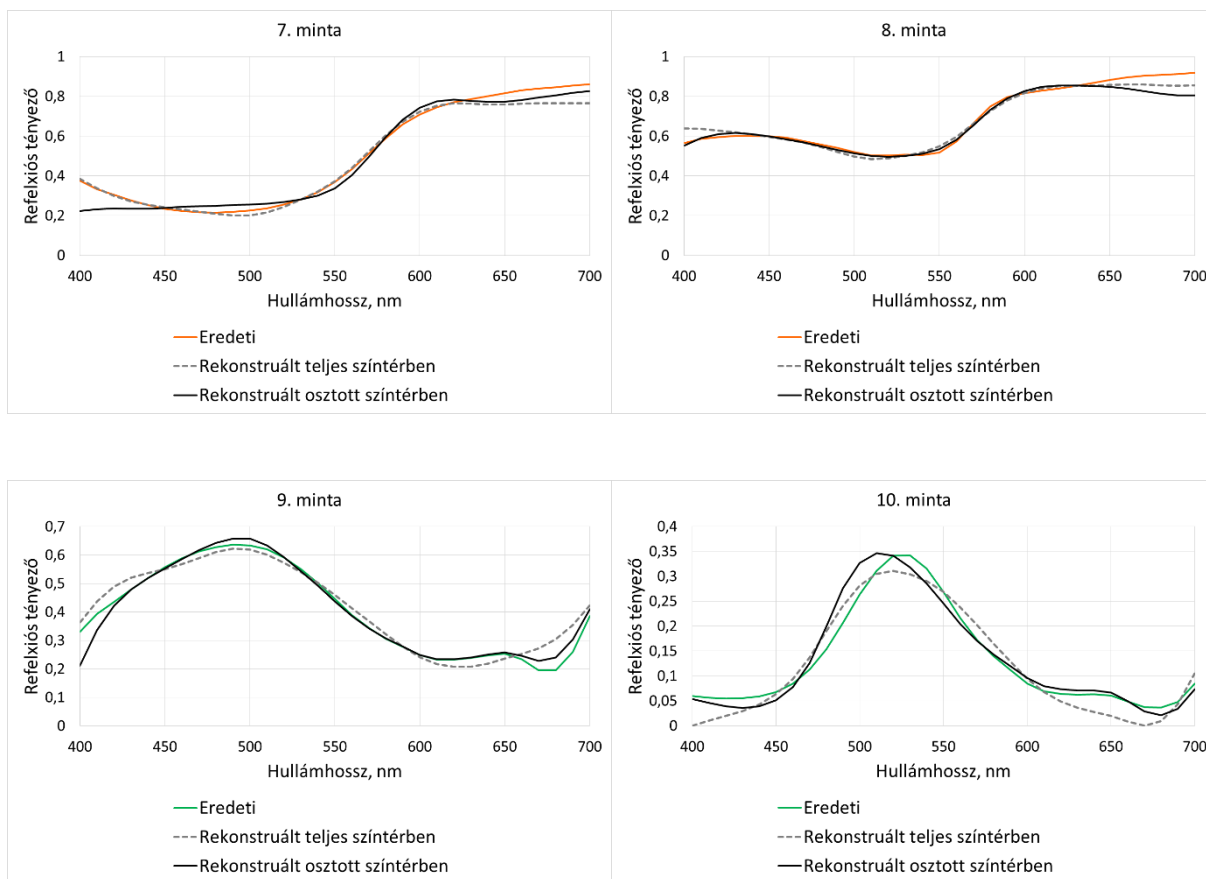 7. minta
1
0,8
0,6
0,4
0,2
0
Refelxiós tényező
400 450 500 550 600 650 700
Hullámhossz, nm
Eredeti
Rekonstruált teljes színtérben
Rekonstruált osztott színtérben
8. minta
1
0,8
0,6
0,4
0,2
0
Refelxiós tényező
400 450 500 550 600 650 700
Hullámhossz, nm
Eredeti
Rekonstruált teljes színtérben
Rekonstruált osztott színtérben
9. minta
0,7
0,6
0,5
0,4
0,3
0,2
0,1
0
Refelxiós tényező
400 450 500 550 600 650 700
Hullámhossz, nm
Eredeti
Rekonstruált teljes színtérben
Rekonstruált osztott színtérben
10. minta
0,4
0,35
0,3
0,25
0,2
0,15
0,1
0,05
0
Refelxiós tényező
400 450 500 550 600 650 700
Hullámhossz, nm
Eredeti
Rekonstruált teljes színtérben
Rekonstruált osztott színtérben